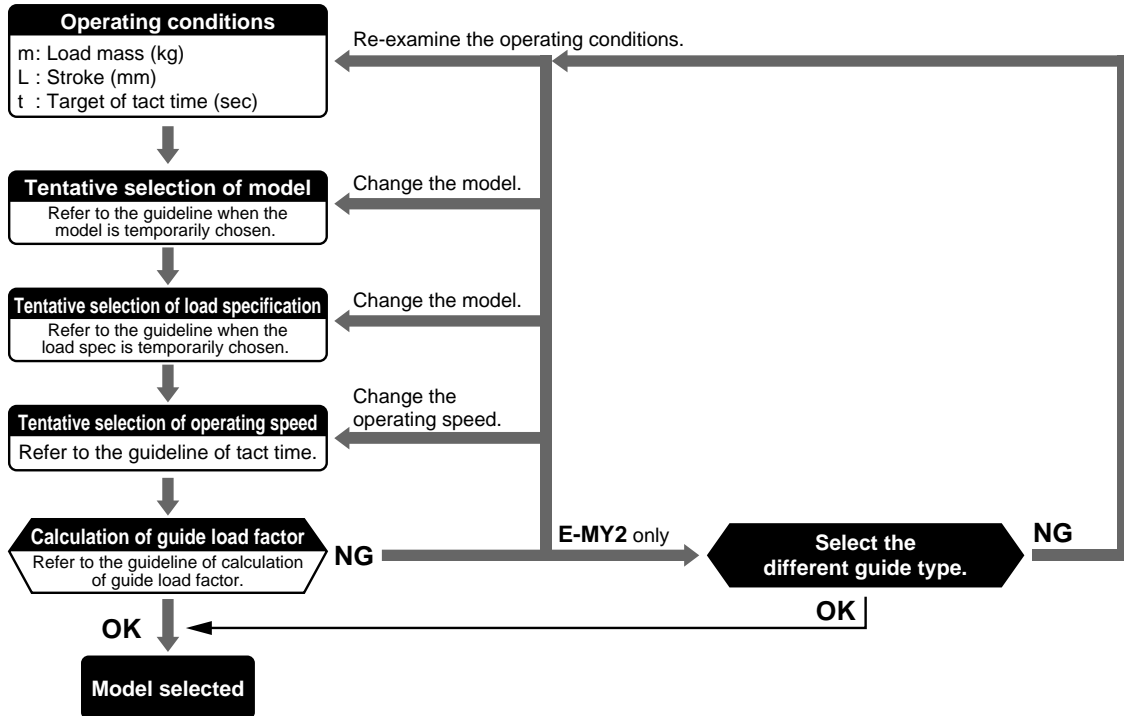 Operating conditions
m: Load mass (kg)
L : Stroke (mm)
t : Target of tact time (sec)
Re-examine the operating conditions.
Tentative selection of model
Refer to the guideline when the
model is temporarily chosen.
Change the model.
Tentative selection of load specification
Refer to the guideline when the
load spec is temporarily chosen.
Change the model.
Tentative selection of operating speed
Refer to the guideline of tact time.
Change the
operating speed.
Calculation of guide load factor
Refer to the guideline of calculation
of guide load factor.
NG
E-MY2 only
Select the
different guide type.
NG
OK
OK
Model selected